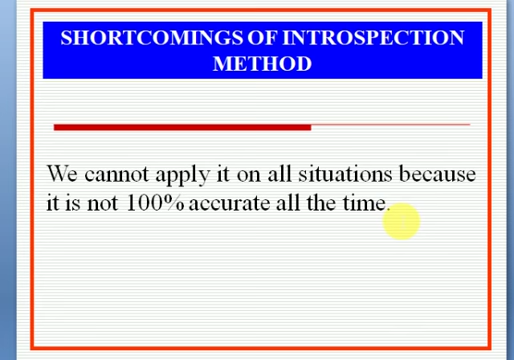 SHORTCOMINGS OF INTROSPECTION
METHOD
We cannot apply it on all situations because
it is not 100% accurate all the time.